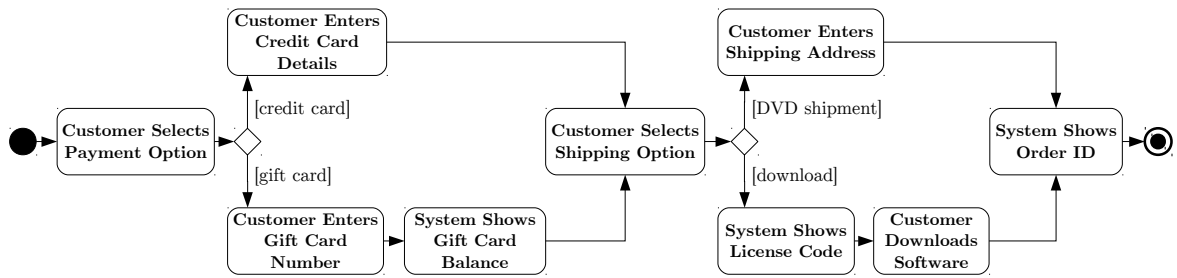 Customer Enters
Credit Card
Details
Customer Enters
Shipping Address
[credit card]
[DVD shipment]
Customer Selects
Payment Option
Customer Selects
Shipping Option
System Shows
Order ID
[gift card]
[download]
Customer Enters
Gift Card
Number
System Shows
Gift Card
Balance
System Shows
License Code
Customer
Downloads
Software